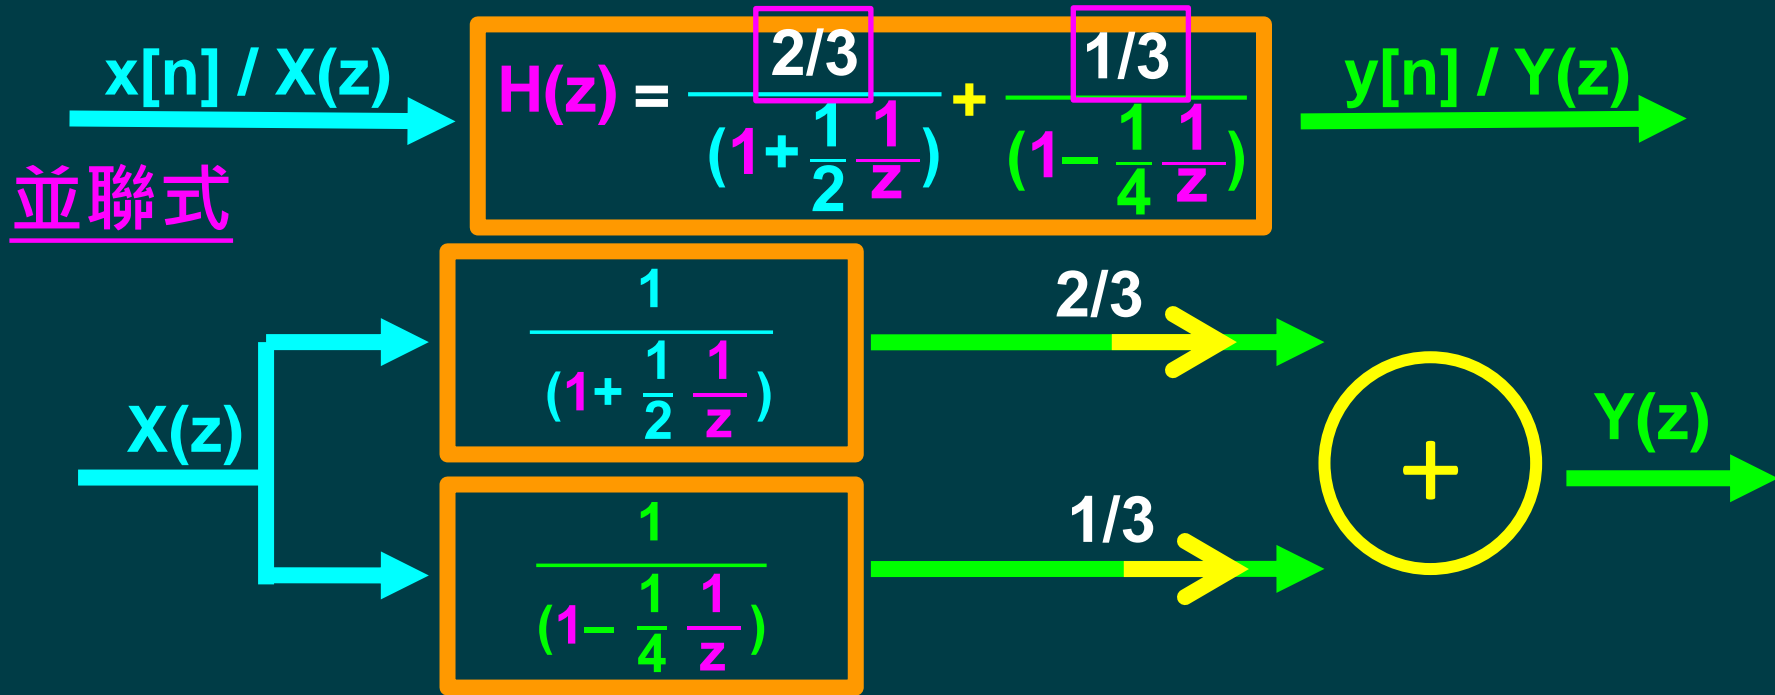 x[n] / X(z)
H(z) = 2/3 / (1+ 1/2 1/z) + 1/3 / (1− 1/4 1/z)
y[n] / Y(z)
並聯式
X(z)
1 / (1+ 1/2 1/z)
2/3
1 / (1− 1/4 1/z)
1/3
+
Y(z)